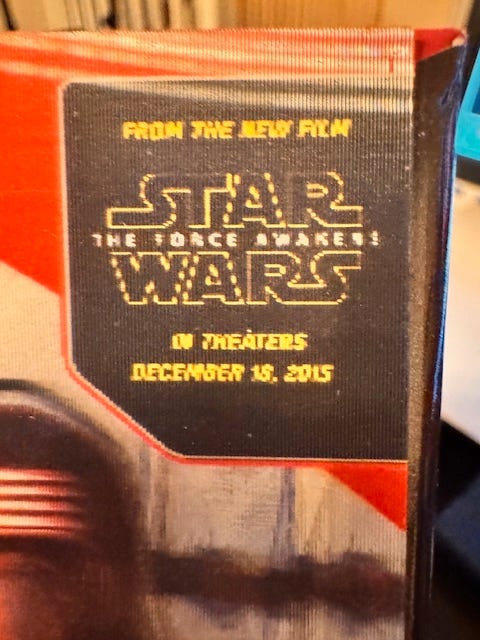 FROM THE NEW FILM
STAR
THE FORCE AWAKENS
WARS
IN THEATERS
DECEMBER 18, 2015